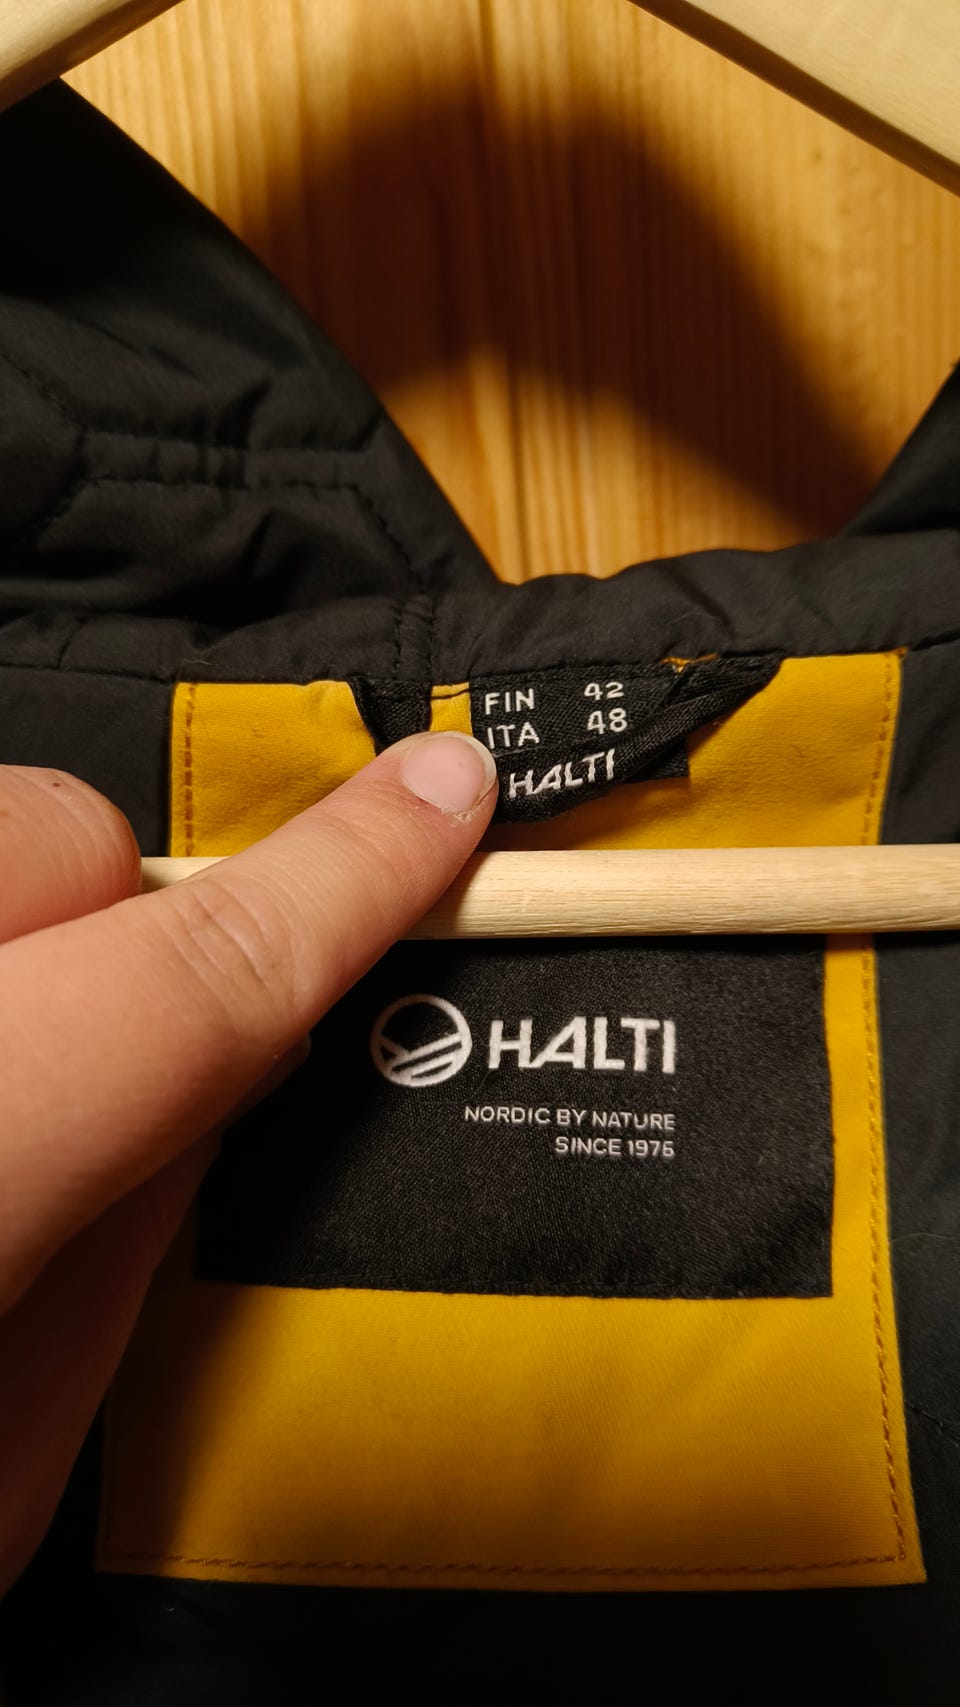 FIN 42
ITA 48
HALTI
HALTI
NORDIC BY NATURE
SINCE 1976